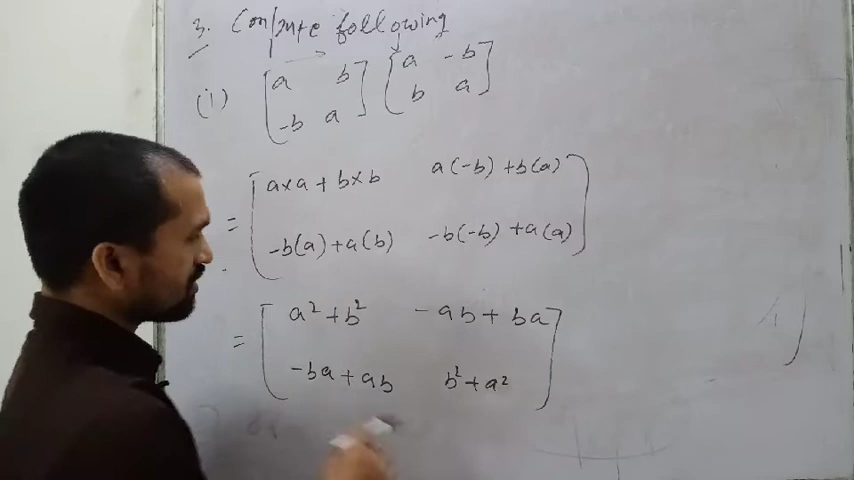 3. Compute following
(i) [a b -b a] [a -b b a]
= [a×a + b×b a(-b) + b(a)
-b(a) + a(b) -b(-b) + a(a)]
= [a² + b² - ab + ba
-ba + ab b² + a²]